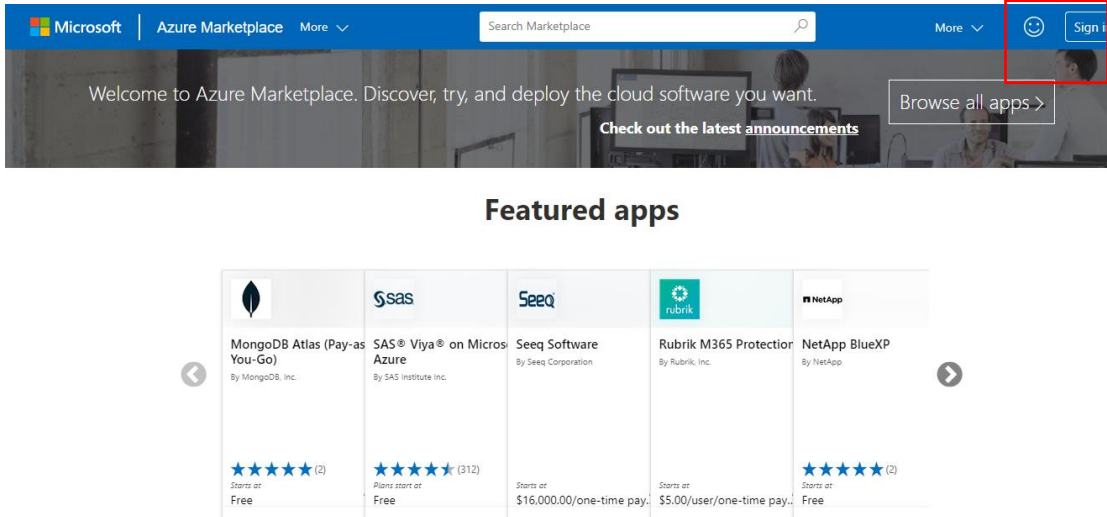 Microsoft Azure Marketplace More Search Marketplace More Sign i
Welcome to Azure Marketplace. Discover, try, and deploy the cloud software you want.
Browse all apps >
Check out the latest announcements
Featured apps
sas
Seeq
rubrik
NetApp
MongoDB Atlas (Pay-as
You-Go)
By MongoDB, Inc.
SAS® Viya® on Micros
Azure
By SAS Institute Inc.
Seeq Software
By Seeq Corporation
Rubrik M365 Protection
By Rubrik, Inc.
NetApp BlueXP
By NetApp
(2)
Starts at
Free
(312)
Plans start at
Free
Starts at
$16,000.00/one-time pay..
Starts at
$5.00/user/one-time pay..
(2)
Starts at
Free